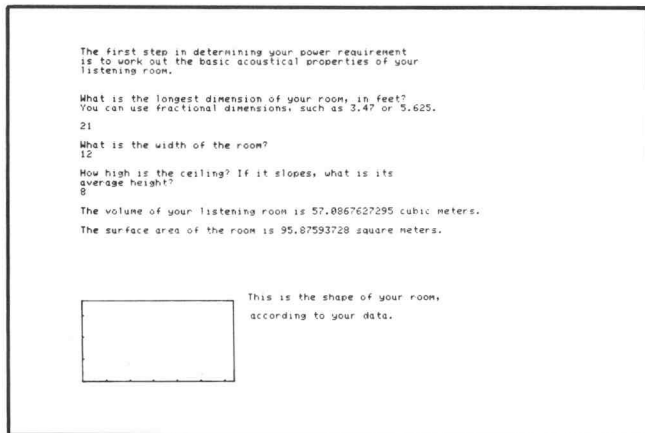 The first step in determining your power requirement
is to work out the basic acoustical properties of your
listening room.
What is the longest dimension of your room, in feet?
You can use fractional dimensions, such as 3.47 or 5.625.
21
What is the width of the room?
12
How high is the ceiling? If it slopes, what is its
average height?
8
The volume of your listening room is 57.0867627295 cubic meters.
The surface area of the room is 95.87593728 square meters.
This is the shape of your room,
according to your data.